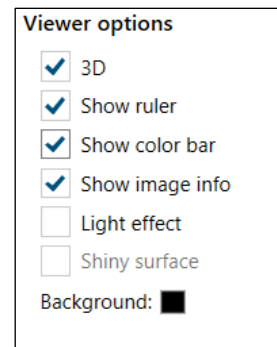 Viewer options
3D
Show ruler
Show color bar
Show image info
Light effect
Shiny surface
Background: